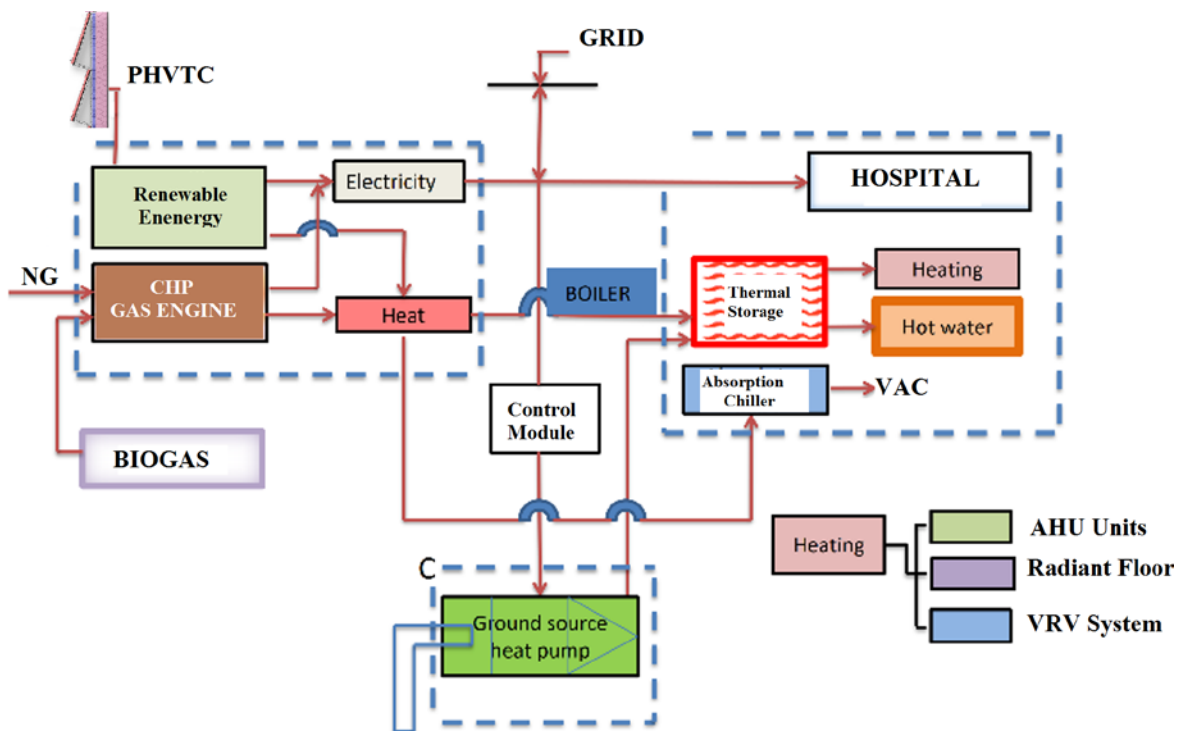 GRID
PHVTC
Renewable
Enenergy
Electricity
HOSPITAL
NG
CHP
GAS ENGINE
Heat
BOILER
Thermal
Storage
Heating
Hot water
Absorption
Chiller
VAC
Control
Module
BIOGAS
C
Ground source
heat pump
Heating
AHU Units
Radiant Floor
VRV System